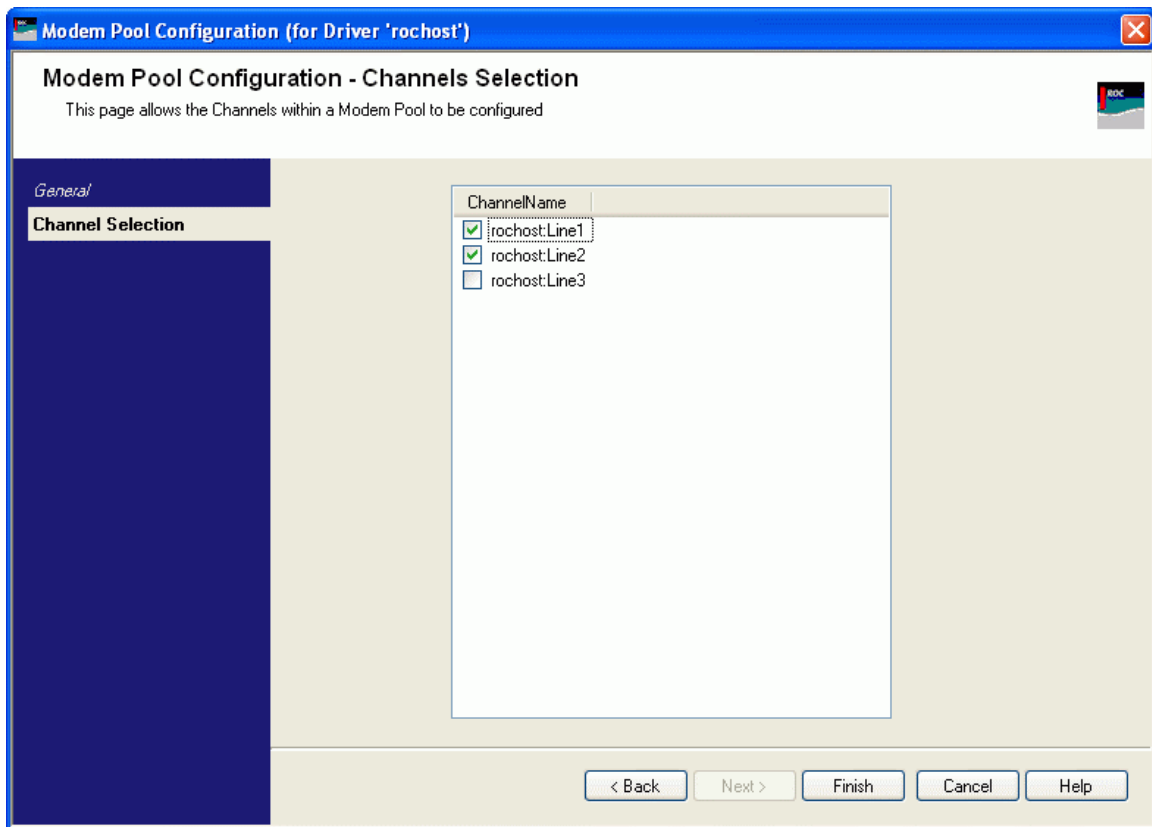 Modem Pool Configuration (for Driver 'rochost')
Modem Pool Configuration - Channels Selection
This page allows the Channels within a Modem Pool to be configured
ROC
General
Channel Selection
ChannelName
rochost:Line1
rochost:Line2
rochost:Line3
< Back
Next >
Finish
Cancel
Help